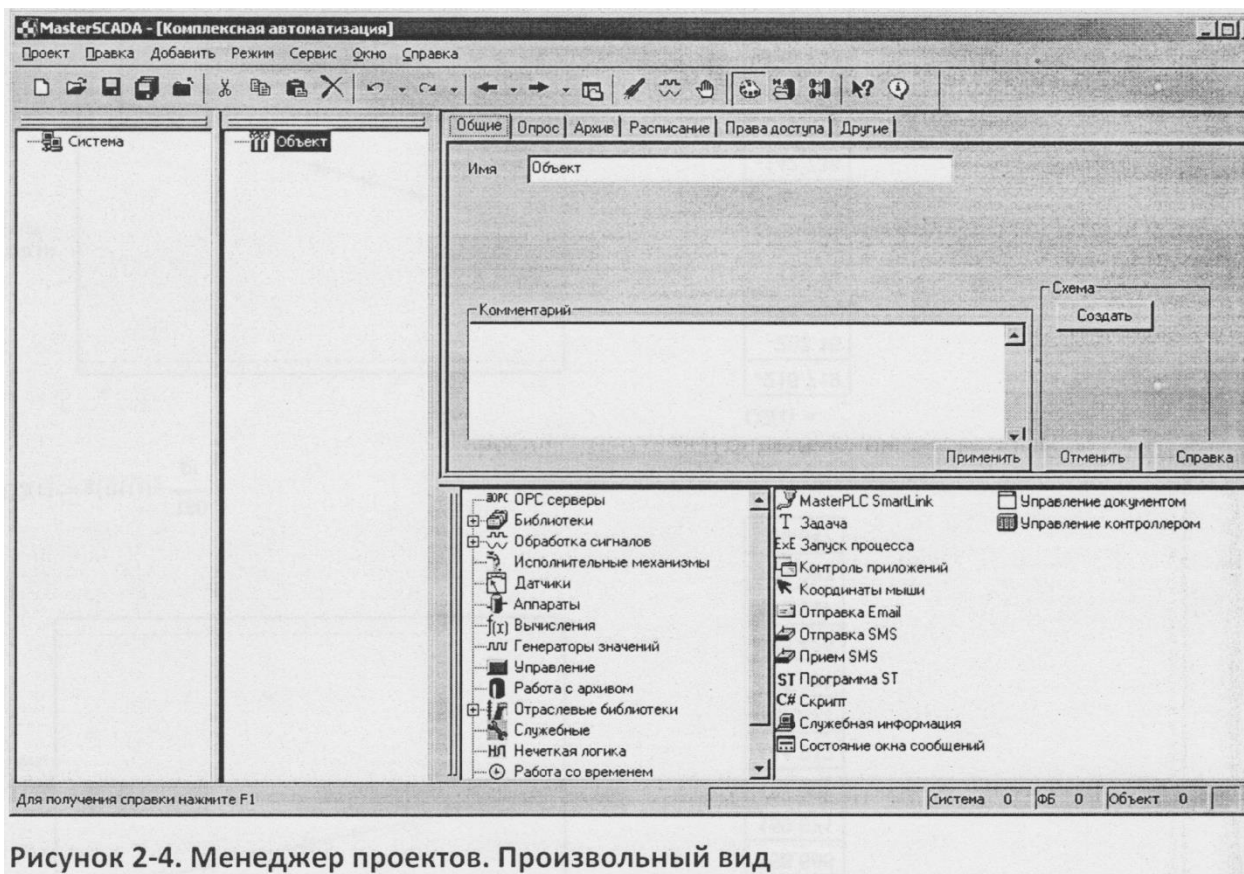 MasterSCADA - [Комплексная автоматизация]
Проект Правка Добавить Режим Сервис Окно Справка
Система
Объект
Общие Опрос Архив Расписание Права доступа Другие
Имя Объект
Схема
Создать
Комментарий
Применить Отменить Справка
OPC серверы
Библиотеки
Обработка сигналов
Исполнительные механизмы
Датчики
Аппараты
f(x) Вычисления
Генераторы значений
Управление
Работа с архивом
Отраслевые библиотеки
Служебные
НЛ Нечеткая логика
Работа со временем
MasterPLC SmartLink
T Задача
ExE Запуск процесса
Контроль приложений
Координаты мыши
Отправка Email
Отправка SMS
Прием SMS
ST Программа ST
C# Скрипт
Служебная информация
Состояние окна сообщений
Управление документом
Управление контроллером
Для получения справки нажмите F1
Система 0 ФБ 0 Объект 0
Рисунок 2-4. Менеджер проектов. Произвольный вид